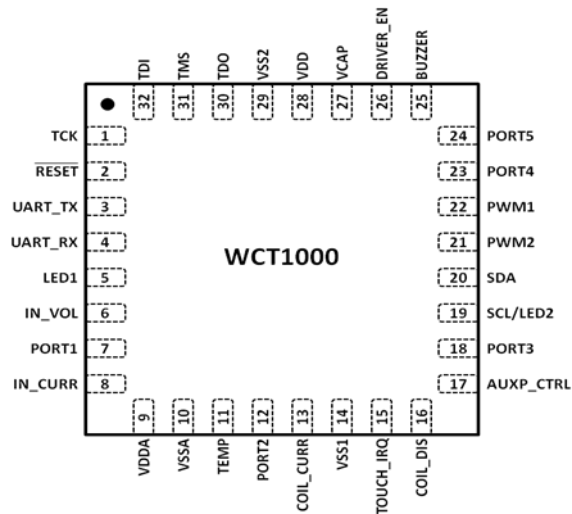 TDI
TMS
TDO
VSS2
VDD
VCAP
DRIVER_EN
BUZZER
32
31
30
29
28
27
26
25
TCK 1
RESET 2
UART_TX 3
UART_RX 4
LED1 5
IN_VOL 6
PORT1 7
IN_CURR 8
WCT1000
24 PORT5
23 PORT4
22 PWM1
21 PWM2
20 SDA
19 SCL/LED2
18 PORT3
17 AUXP_CTRL
9
10
11
12
13
14
15
16
VDDA
VSSA
TEMP
PORT2
COIL_CURR
VSS1
TOUCH_IRQ
COIL_DIS